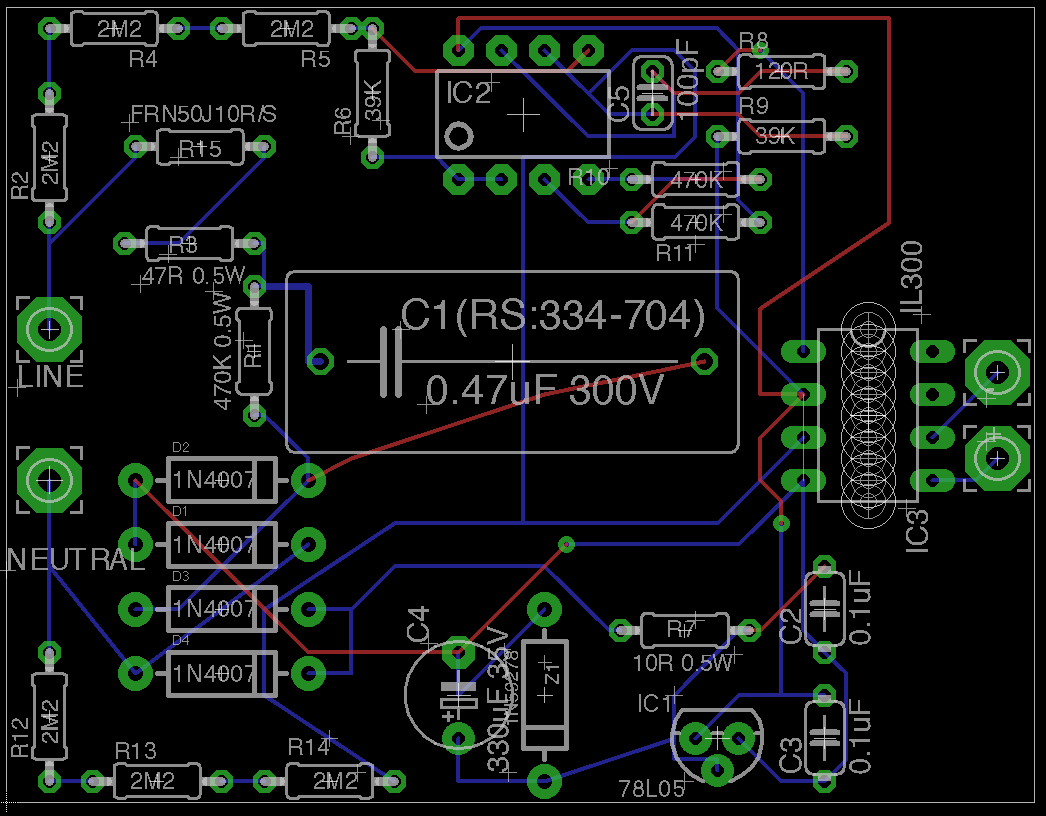 2M2
R4
2M2
R5
R6
39K
IC2
C5
100pF
R8
120R
R9
39K
FRN50J10R/S
R15
R2
2M2
R10
470K
470K
R11
R3
47R 0.5W
470K 0.5W
R1
C1(RS:334-704)
0.47uF 300V
IL300
LINE
D2
1N4007
D1
1N4007
NEUTRAL
D3
1N4007
D4
1N4007
IC3
C4
330uF 35V
Z1
R7
10R 0.5W
C2
0.1uF
IC1
78L05
C3
0.1uF
R12
2M2
R13
2M2
R14
2M2